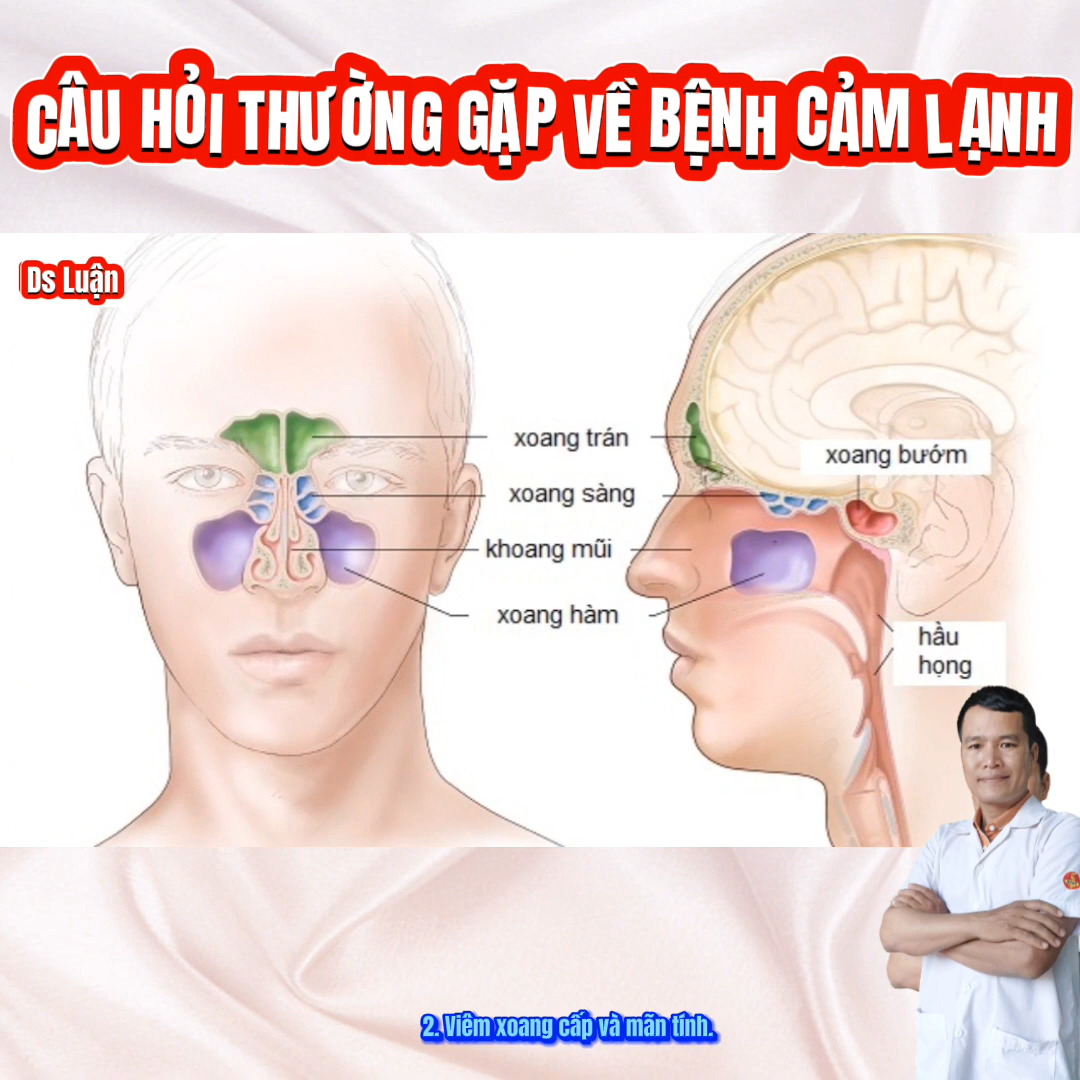 CÂU HỎI THƯỜNG GẶP VỀ BỆNH CẢM LẠNH
Ds Luận
xoang trán
xoang bướm
xoang sàng
khoang mũi
xoang hàm
hầu
họng
2. Viêm xoang cấp và mãn tính.